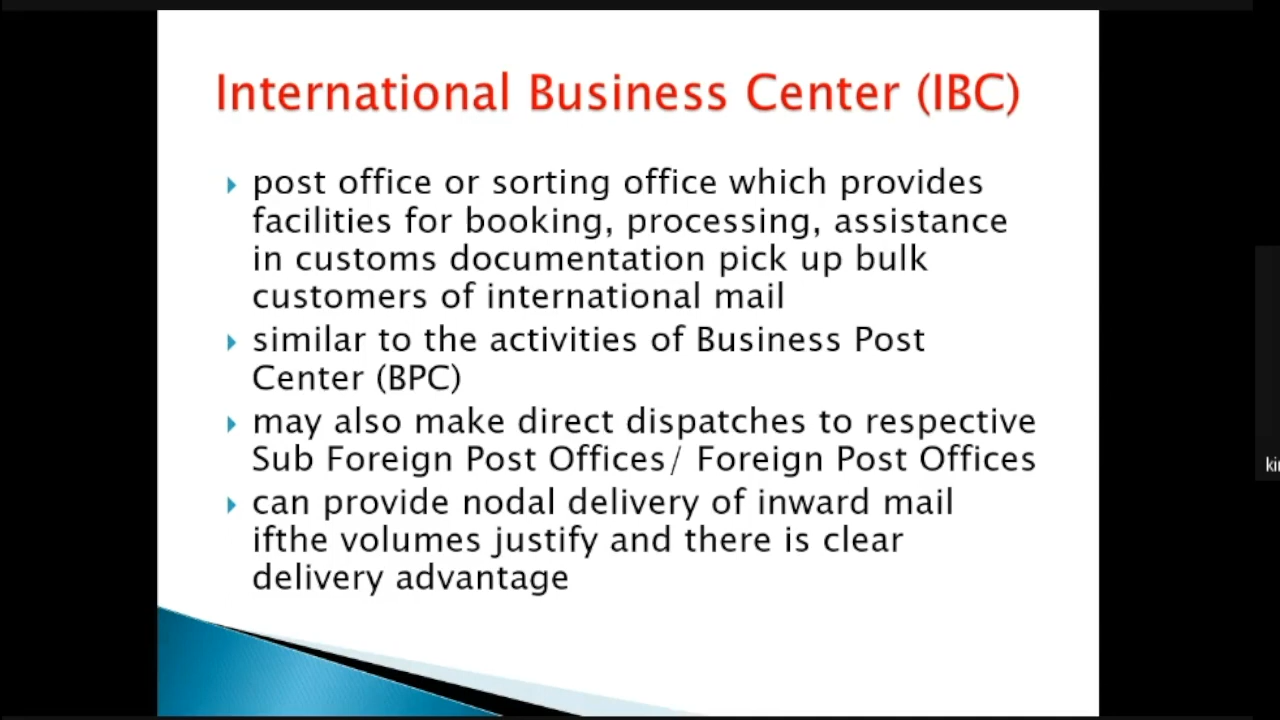 International Business Center (IBC)
post office or sorting office which provides
facilities for booking, processing, assistance
in customs documentation pick up bulk
customers of international mail
similar to the activities of Business Post
Center (BPC)
may also make direct dispatches to respective
Sub Foreign Post Offices/ Foreign Post Offices
can provide nodal delivery of inward mail
ifthe volumes justify and there is clear
delivery advantage